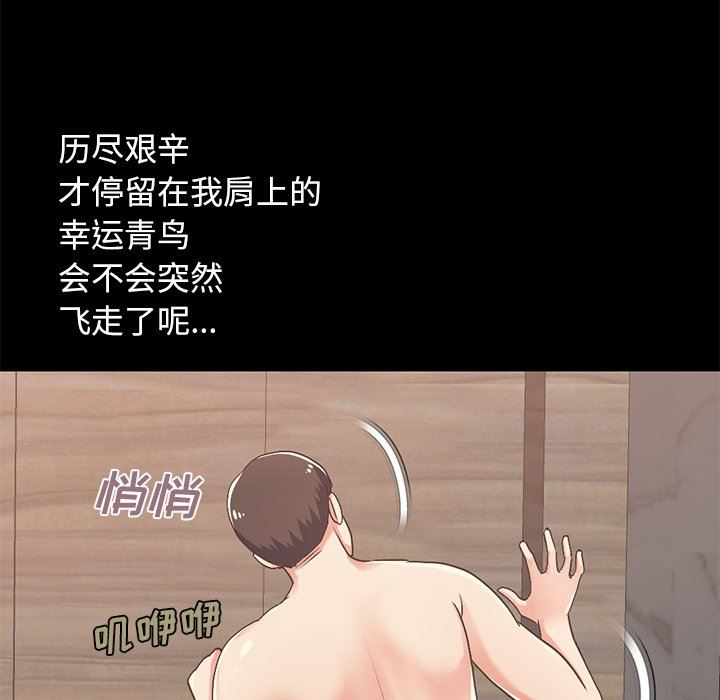 历尽艰辛
才停留在我肩上的
幸运青鸟
会不会突然
飞走了呢...
悄悄
叽咿咿